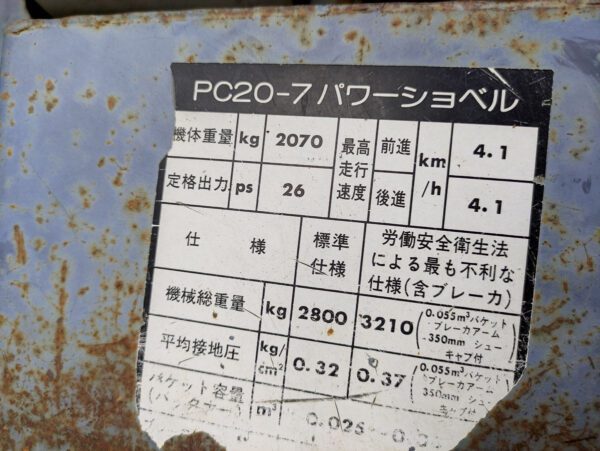 PC20-7パワーショベル
機体重量 kg 2070 最高走行速度 前進 km/h 4.1
定格出力 ps 26 後進 4.1
仕様 標準仕様 労働安全衛生法による最も不利な仕様(含ブレーカ)
機械総重量 kg 2800 3210 (0.055m³バケット
・ブレーカアーム
・350mm シュー
キャブ付)
平均接地圧 kg/cm² 0.32 0.37 (0.055m³バケット
・ブレーカアーム
350mm シュー
キャブ付)
バケット容量 m³ 0.025